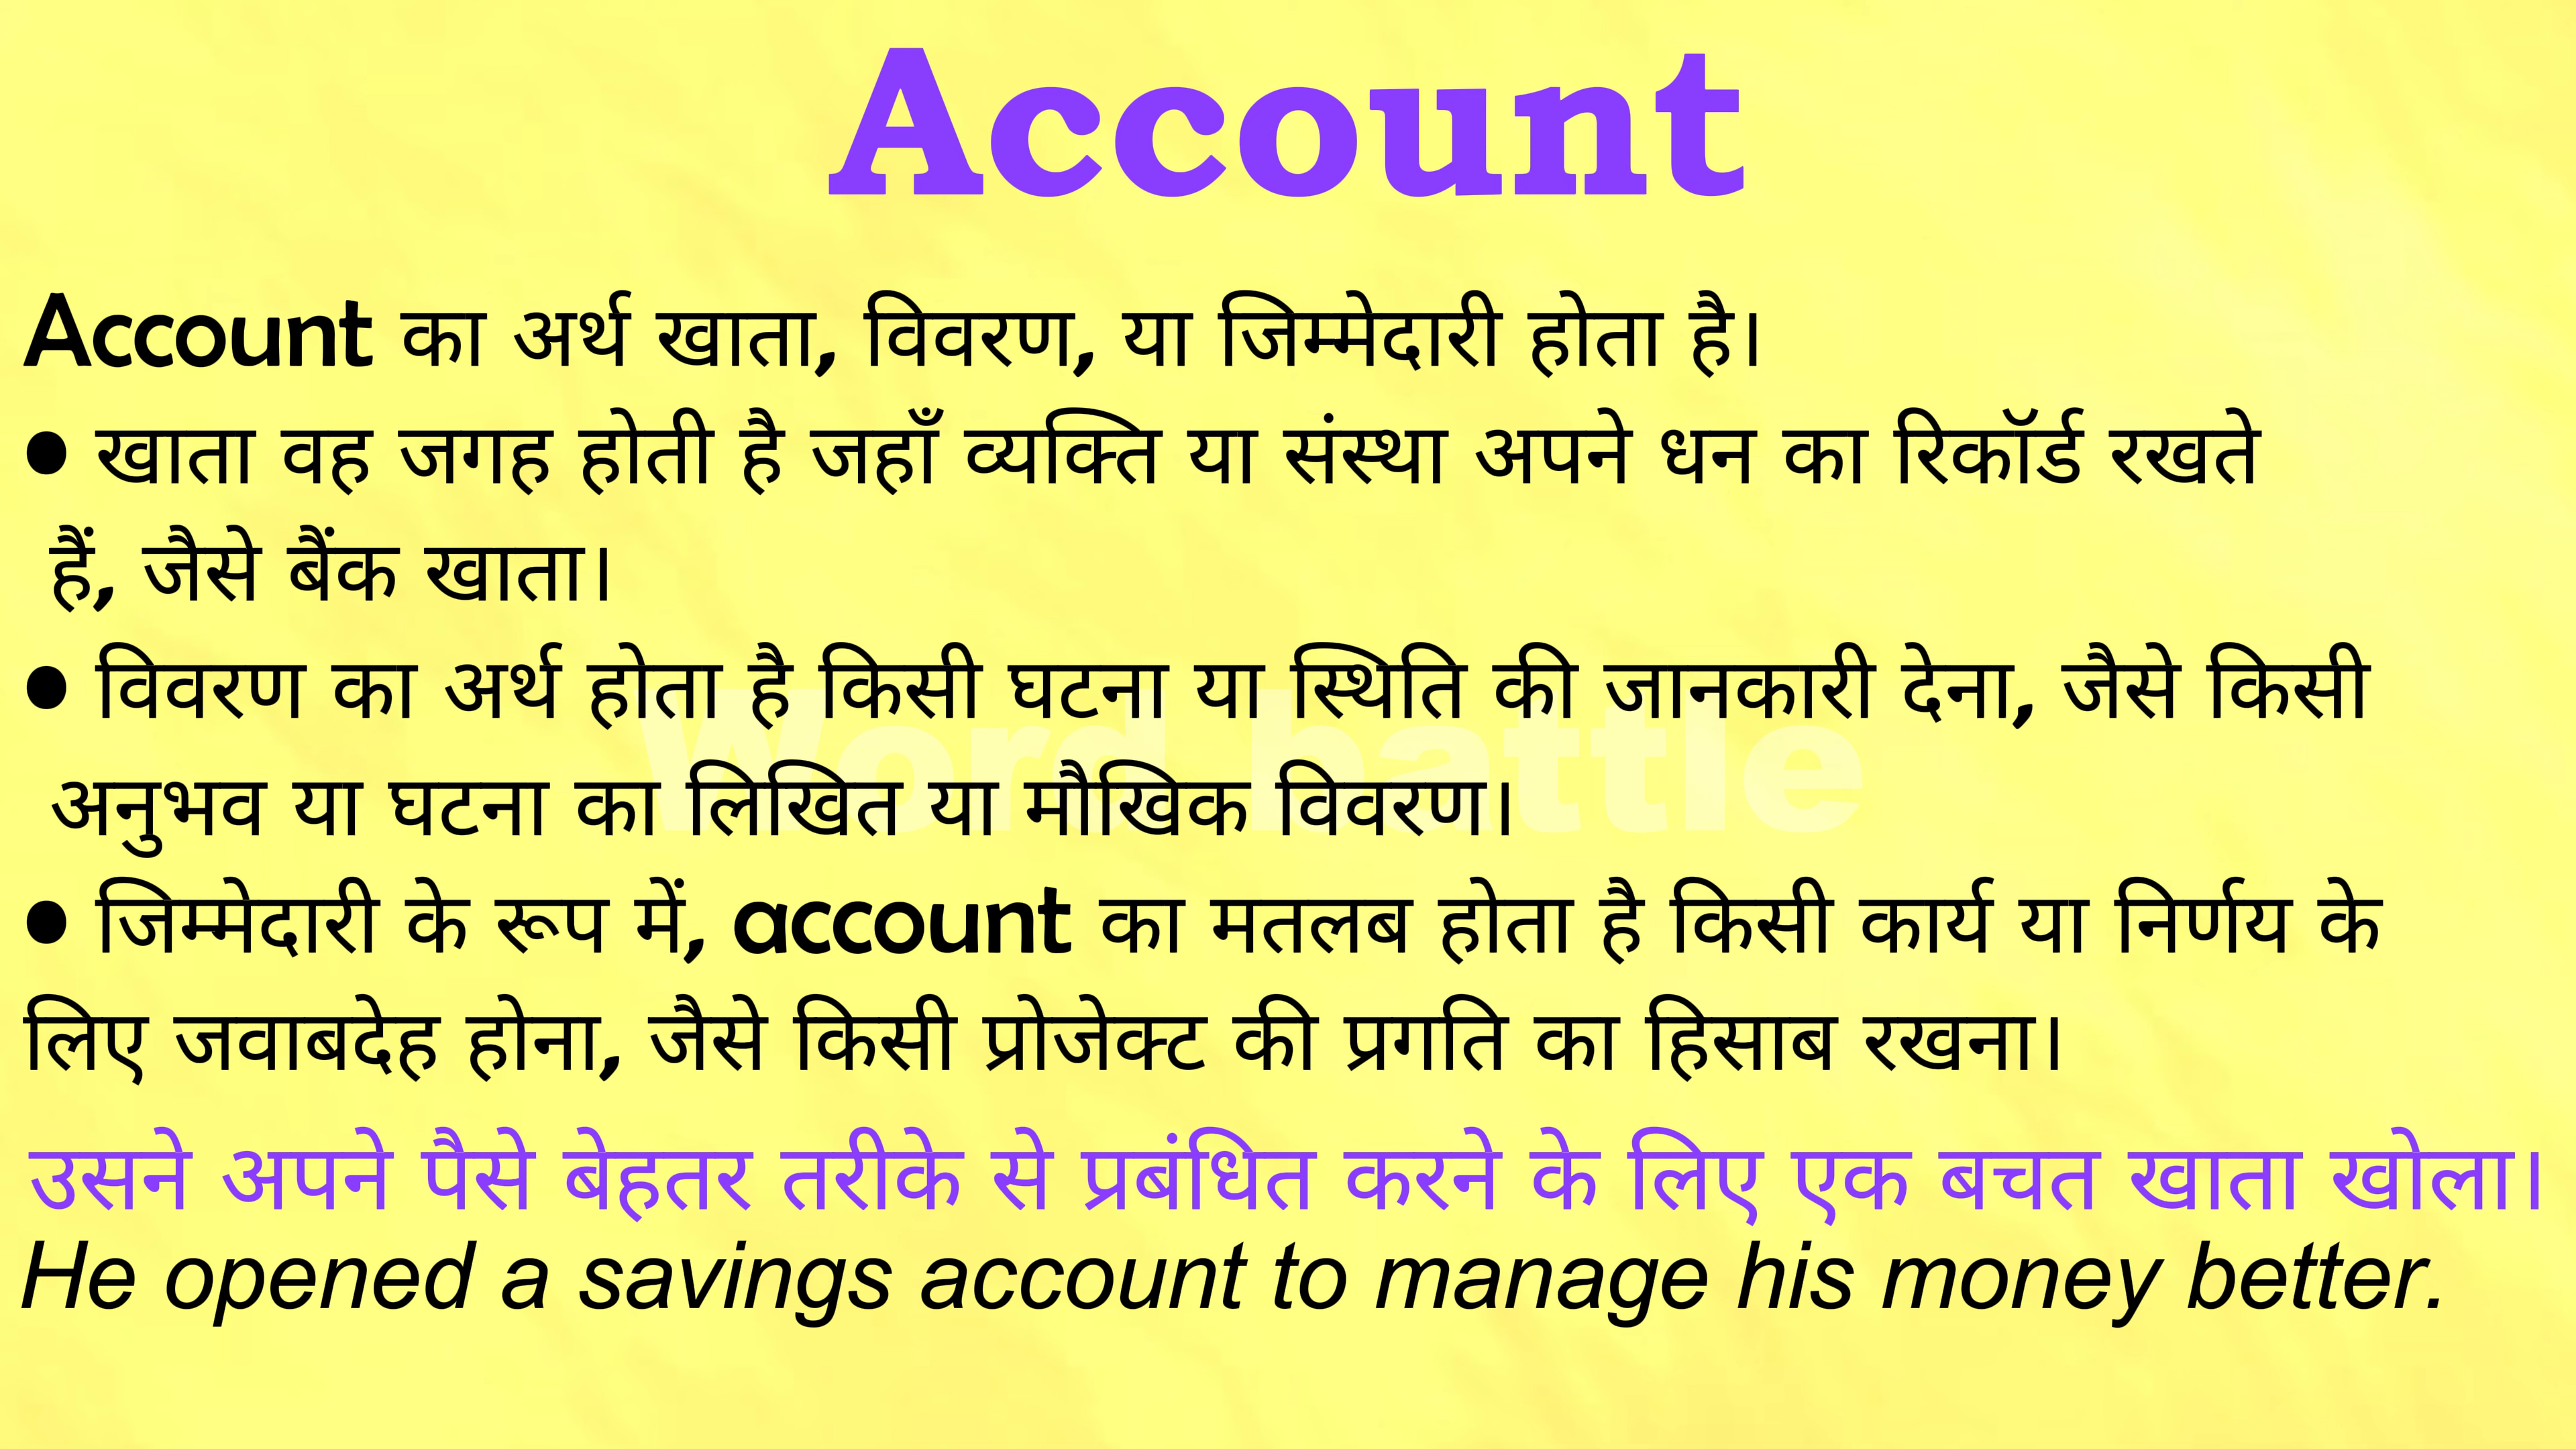 Account
Account का अर्थ खाता, विवरण, या जिम्मेदारी होता है।
● खाता वह जगह होती है जहाँ व्यक्ति या संस्था अपने धन का रिकॉर्ड रखते
हैं, जैसे बैंक खाता।
● विवरण का अर्थ होता है किसी घटना या स्थिति की जानकारी देना, जैसे किसी
Word battle
अनुभव या घटना का लिखित या मौखिक विवरण।
● जिम्मेदारी के रूप में, account का मतलब होता है किसी कार्य या निर्णय के
लिए जवाबदेह होना, जैसे किसी प्रोजेक्ट की प्रगति का हिसाब रखना।
उसने अपने पैसे बेहतर तरीके से प्रबंधित करने के लिए एक बचत खाता खोला।
He opened a savings account to manage his money better.